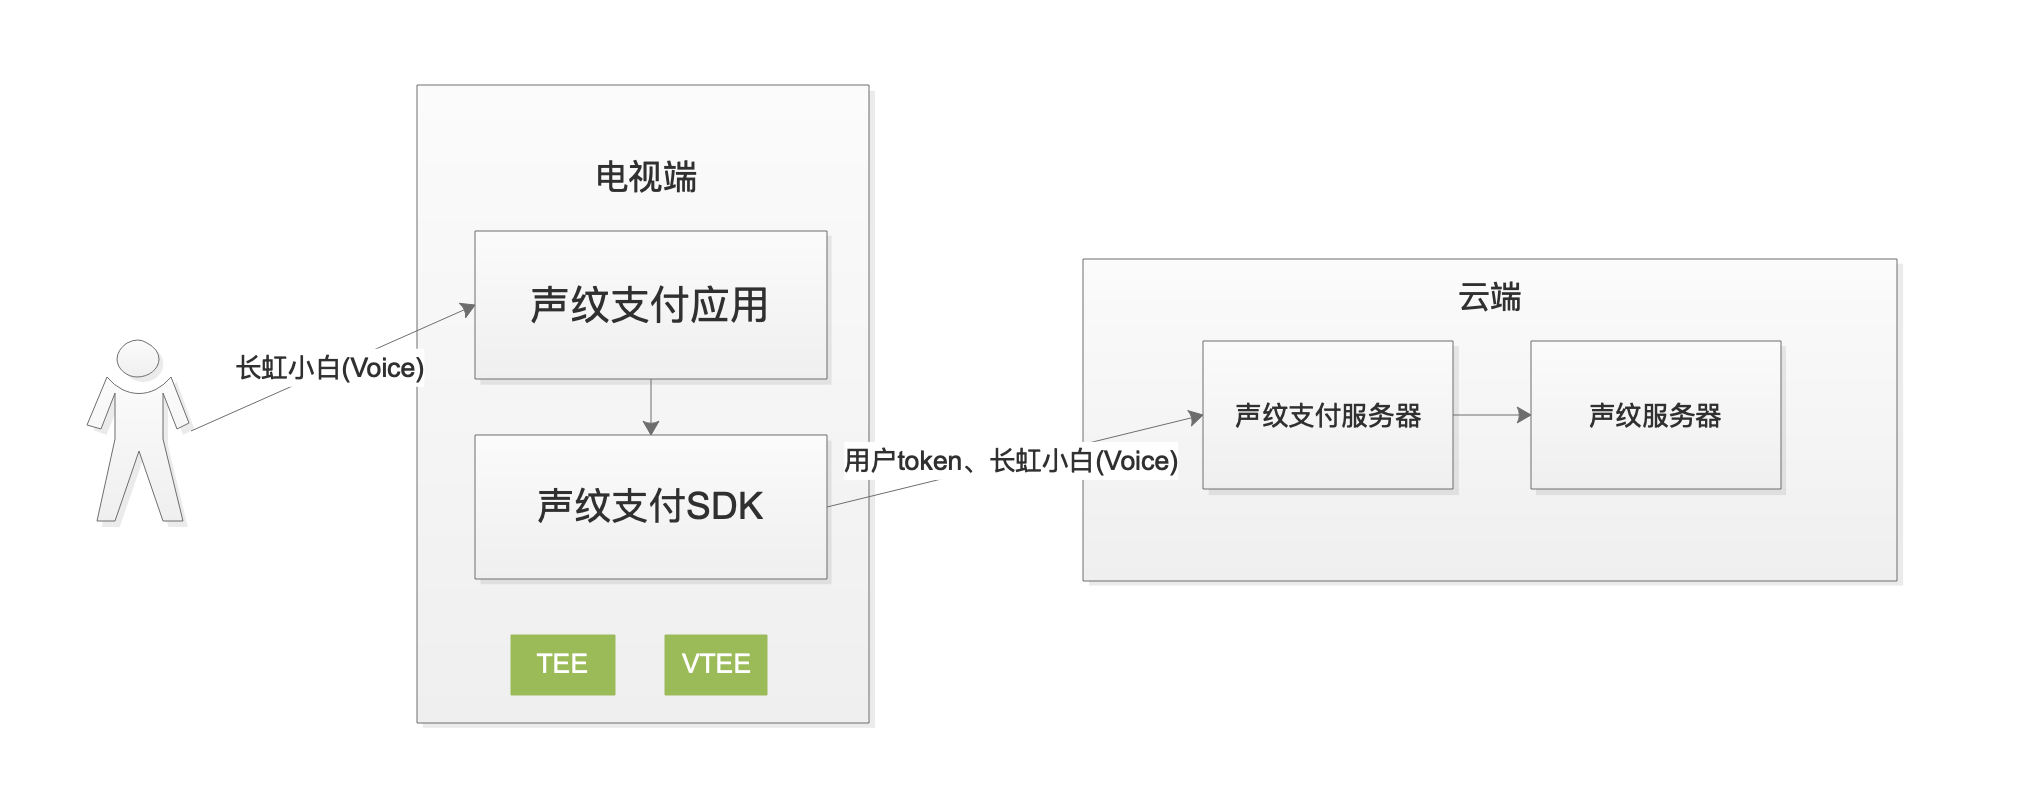 电视端
声纹支付应用
长虹小白(Voice)
声纹支付SDK
TEE
VTEE
用户token、长虹小白(Voice)
云端
声纹支付服务器
声纹服务器